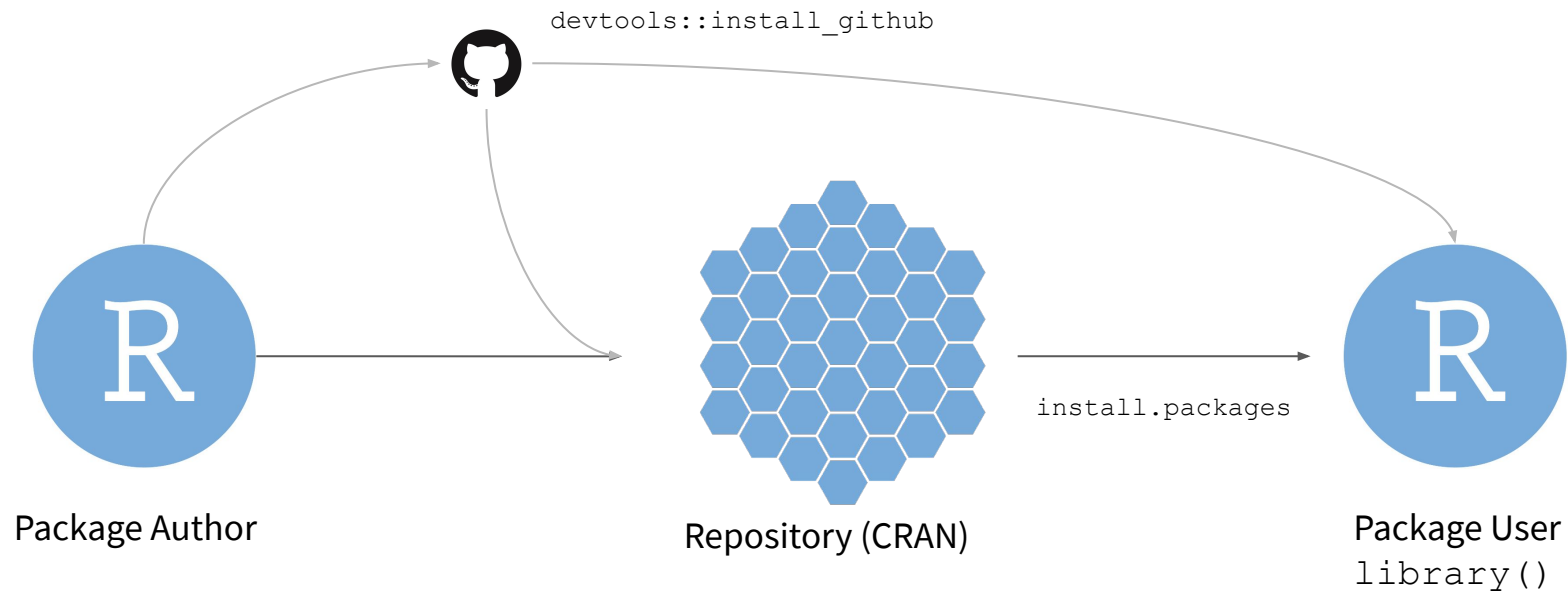 devtools::install_github
R
R
install.packages
Package Author
Repository (CRAN)
Package User
library()